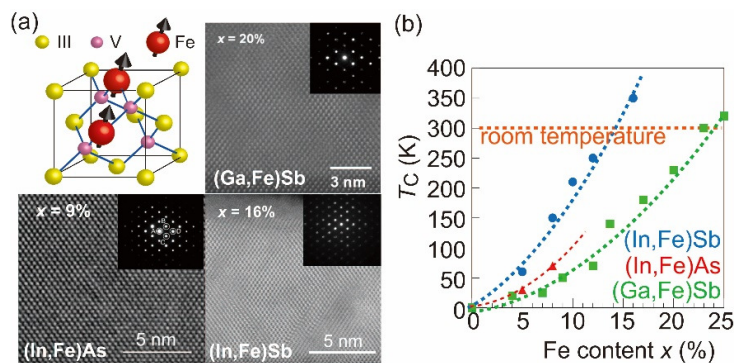 (a)
III V Fe
x = 20%
(Ga,Fe)Sb
3 nm
x = 9%
(In,Fe)As
5 nm
x = 16%
(In,Fe)Sb
5 nm
(b)
400
350
300
250
200
150
100
50
0
TC (K)
room temperature
(In,Fe)Sb
(In,Fe)As
(Ga,Fe)Sb
0 5 10 15 20 25
Fe content x (%)